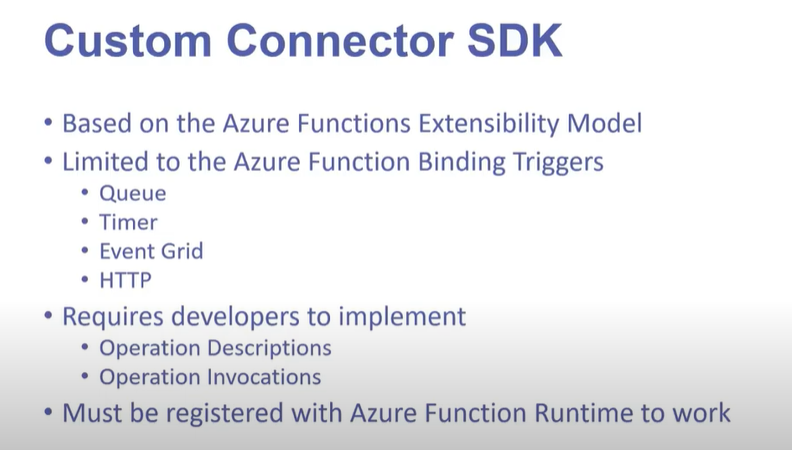 Custom Connector SDK
• Based on the Azure Functions Extensibility Model
• Limited to the Azure Function Binding Triggers
• Queue
• Timer
• Event Grid
• HTTP
• Requires developers to implement
• Operation Descriptions
• Operation Invocations
• Must be registered with Azure Function Runtime to work